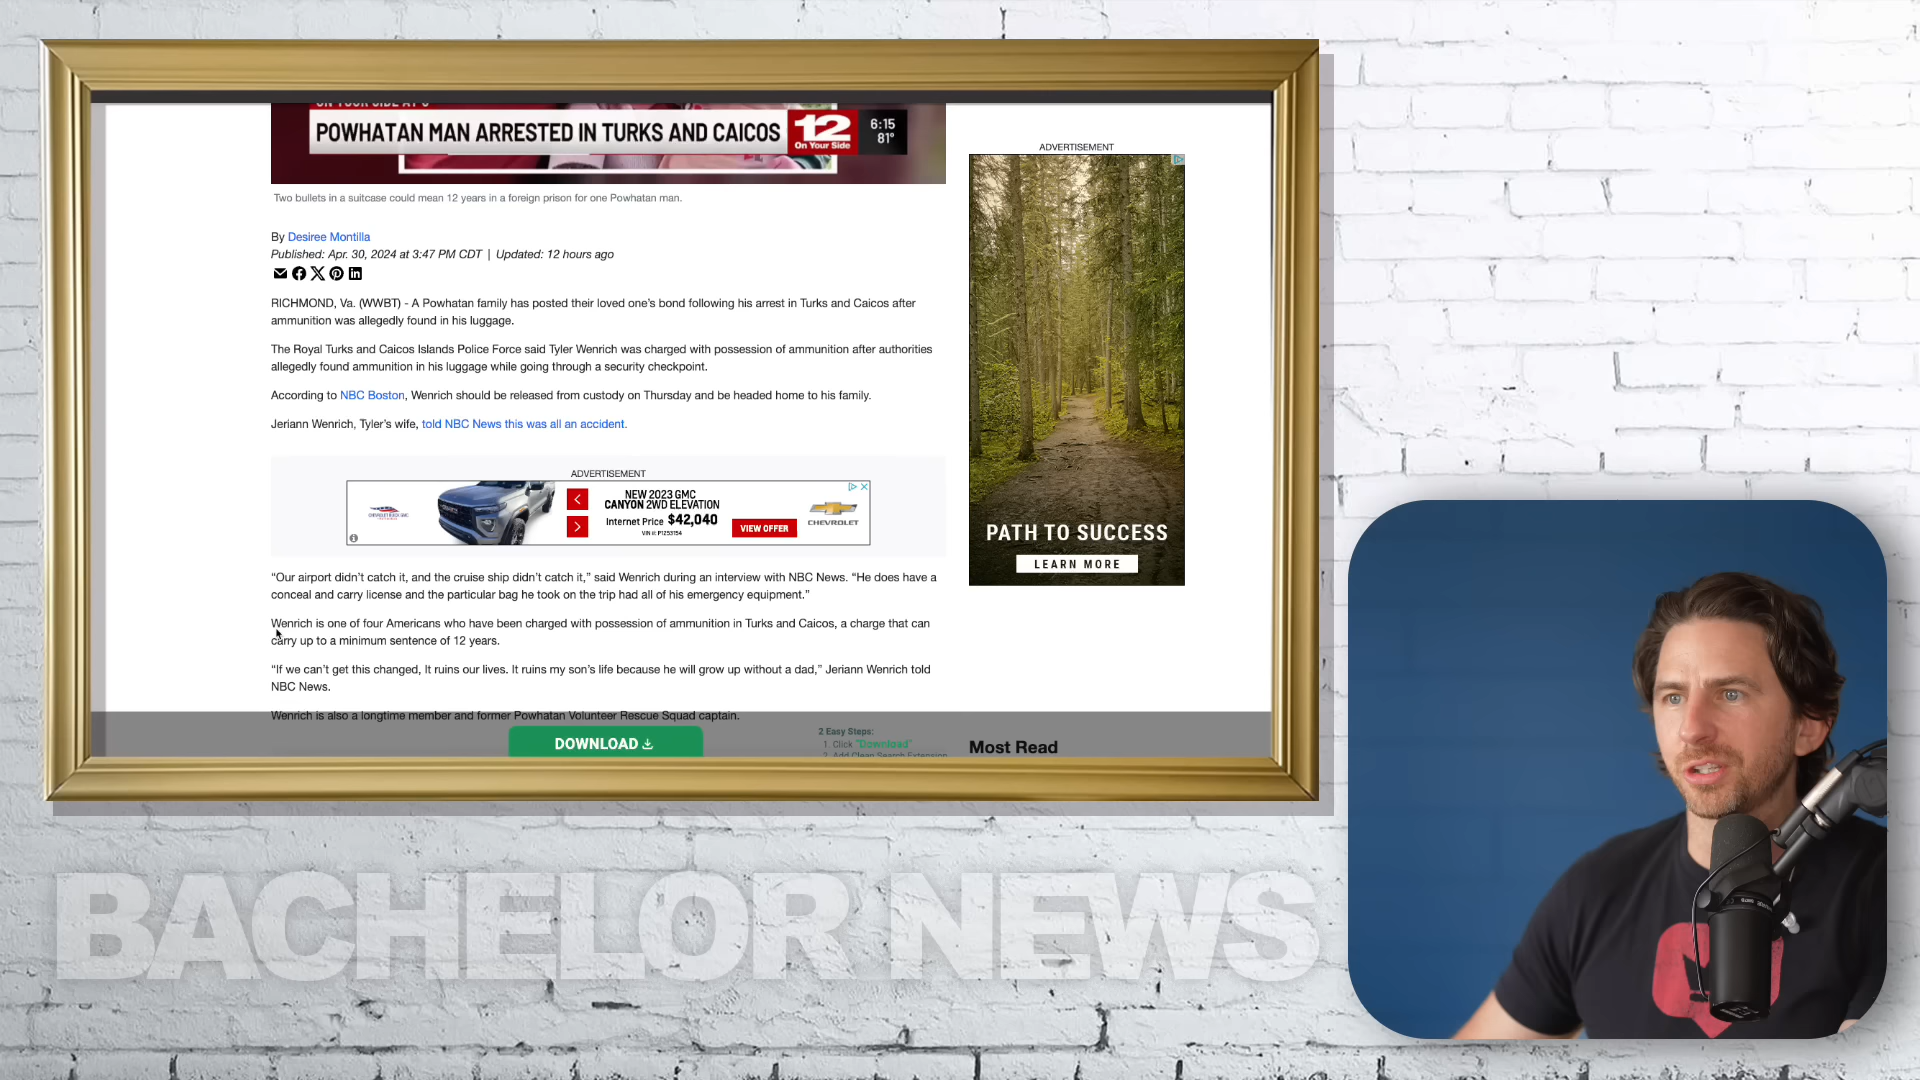 ON YOUR SIDE AT 6
POWHATAN MAN ARRESTED IN TURKS AND CAICOS
12
On Your Side
6:15
81°
Two bullets in a suitcase could mean 12 years in a foreign prison for one Powhatan man.
By Desiree Montilla
Published: Apr. 30, 2024 at 3:47 PM CDT | Updated: 12 hours ago
RICHMOND, Va. (WWBT) - A Powhatan family has posted their loved one’s bond following his arrest in Turks and Caicos after
ammunition was allegedly found in his luggage.
The Royal Turks and Caicos Islands Police Force said Tyler Wenrich was charged with possession of ammunition after authorities
allegedly found ammunition in his luggage while going through a security checkpoint.
According to NBC Boston, Wenrich should be released from custody on Thursday and be headed home to his family.
Jeriann Wenrich, Tyler’s wife, told NBC News this was all an accident.
ADVERTISEMENT
NEW 2023 GMC
CANYON 2WD ELEVATION
Internet Price $42,040
VIN #: P1253154
VIEW OFFER
CHEVROLET
“Our airport didn’t catch it, and the cruise ship didn’t catch it,” said Wenrich during an interview with NBC News. “He does have a
conceal and carry license and the particular bag he took on the trip had all of his emergency equipment.”
Wenrich is one of four Americans who have been charged with possession of ammunition in Turks and Caicos, a charge that can
carry up to a minimum sentence of 12 years.
“If we can’t get this changed, It ruins our lives. It ruins my son’s life because he will grow up without a dad,” Jeriann Wenrich told
NBC News.
Wenrich is also a longtime member and former Powhatan Volunteer Rescue Squad captain.
DOWNLOAD
2 Easy Steps:
1. Click "Download"
2. Add Clean Search Extension
ADVERTISEMENT
PATH TO SUCCESS
LEARN MORE
Most Read
BACHELOR NEWS